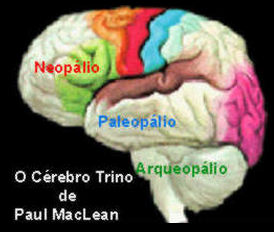 Neopálio
Paleopálio
Arqueopálio
O Cérebro Trino
de
Paul MacLean